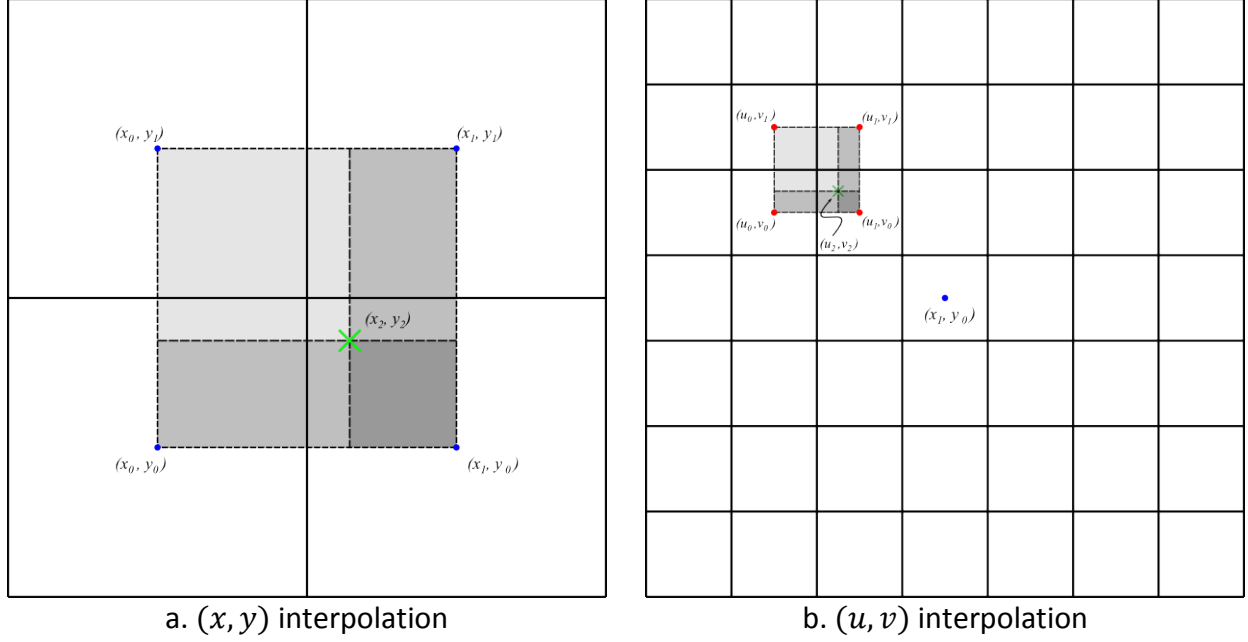 (x₀, y₁)
(x₁, y₁)
(x₂, y₂)
(x₀, y₀)
(x₁, y₀)
a. (𝑥, 𝑦) interpolation
(u₀,v₁)
(u₁,v₁)
(u₀,v₀)
(u₁,v₀)
(u₂,v₂)
(x₁, y₀)
b. (𝑢, 𝑣) interpolation